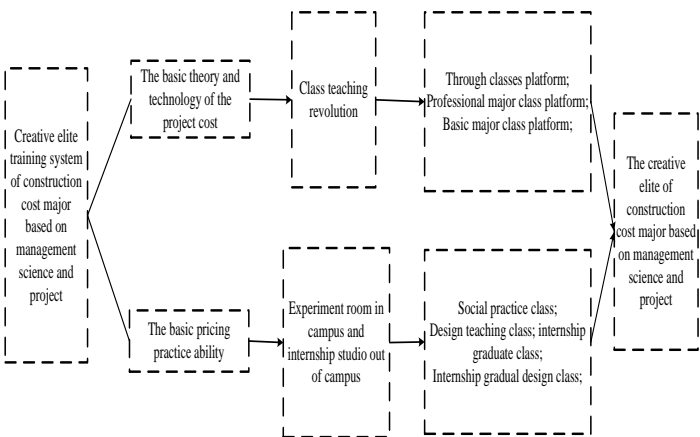 Creative elite
training system
of construction
cost major
based on
management
science and
project
The basic theory and
technology of the
project cost
Class teaching
revolution
Through classes platform;
Professional major class platform;
Basic major class platform;
The basic pricing
practice ability
Experiment room in
campus and
internship studio out
of campus
Social practice class;
Design teaching class; internship
graduate class;
Internship gradual design class;
The creative
elite of
construction
cost major based
on management
science and
project